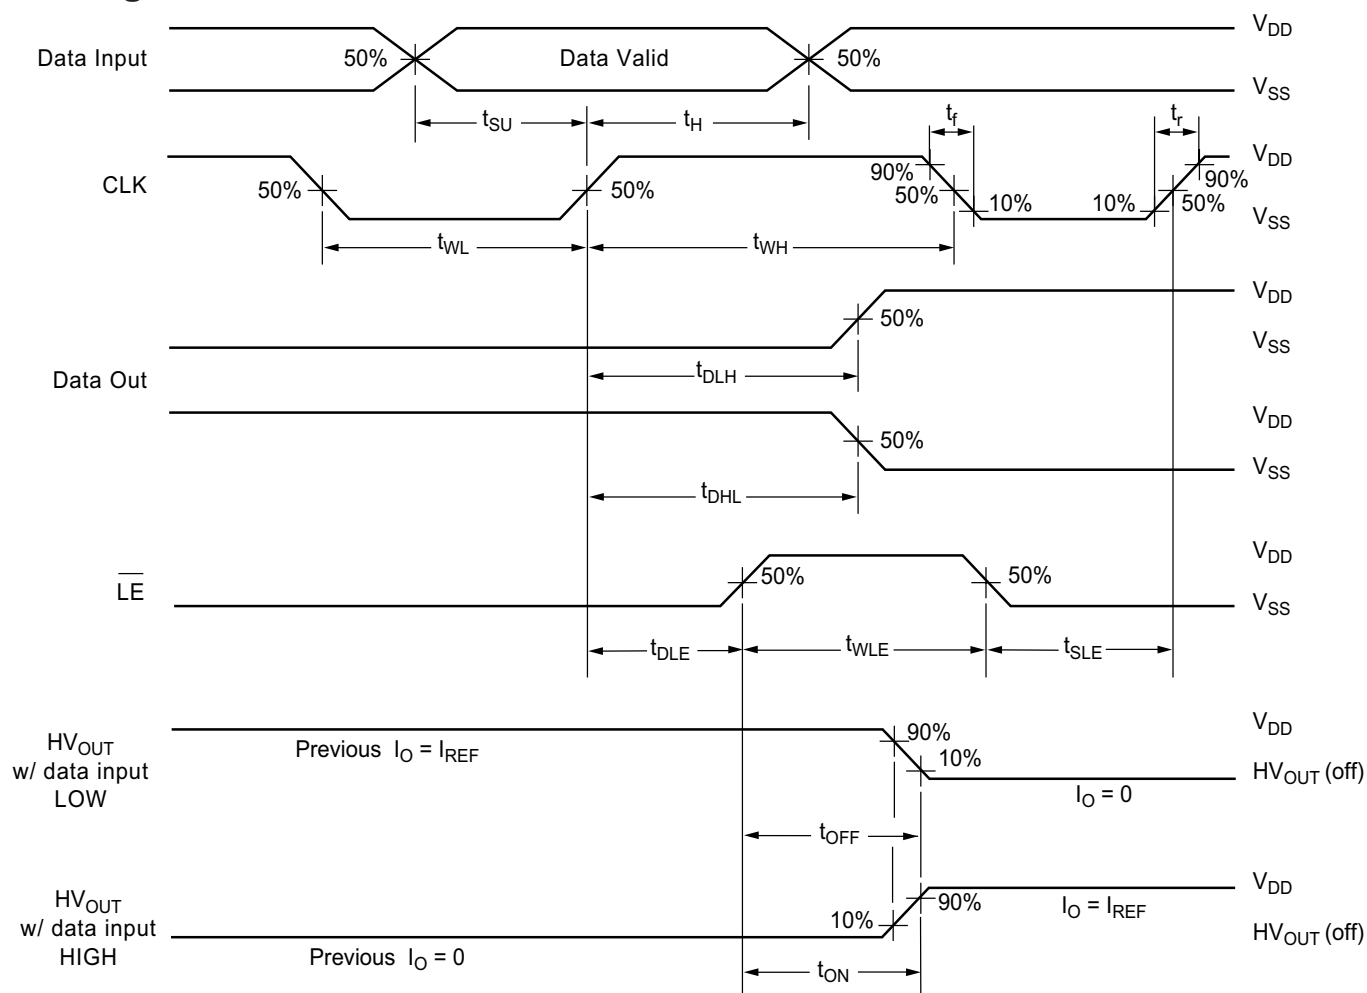 V_DD
Data Input 50% Data Valid 50%
V_SS
t_SU t_H t_f t_r
V_DD
CLK 50% 50% 90% 50% 10% 10% 50% 90%
V_SS
t_WL t_WH
V_DD
50%
V_SS
Data Out
t_DLH
V_DD
50%
V_SS
t_DHL
V_DD
L̅E̅ 50% 50%
V_SS
t_DLE t_WLE t_SLE
V_DD
HV_OUT
w/ data input
LOW
Previous I_O = I_REF
90%
10%
HV_OUT (off)
I_O = 0
t_OFF
V_DD
HV_OUT
w/ data input
HIGH
10%
90%
I_O = I_REF
HV_OUT (off)
Previous I_O = 0
t_ON